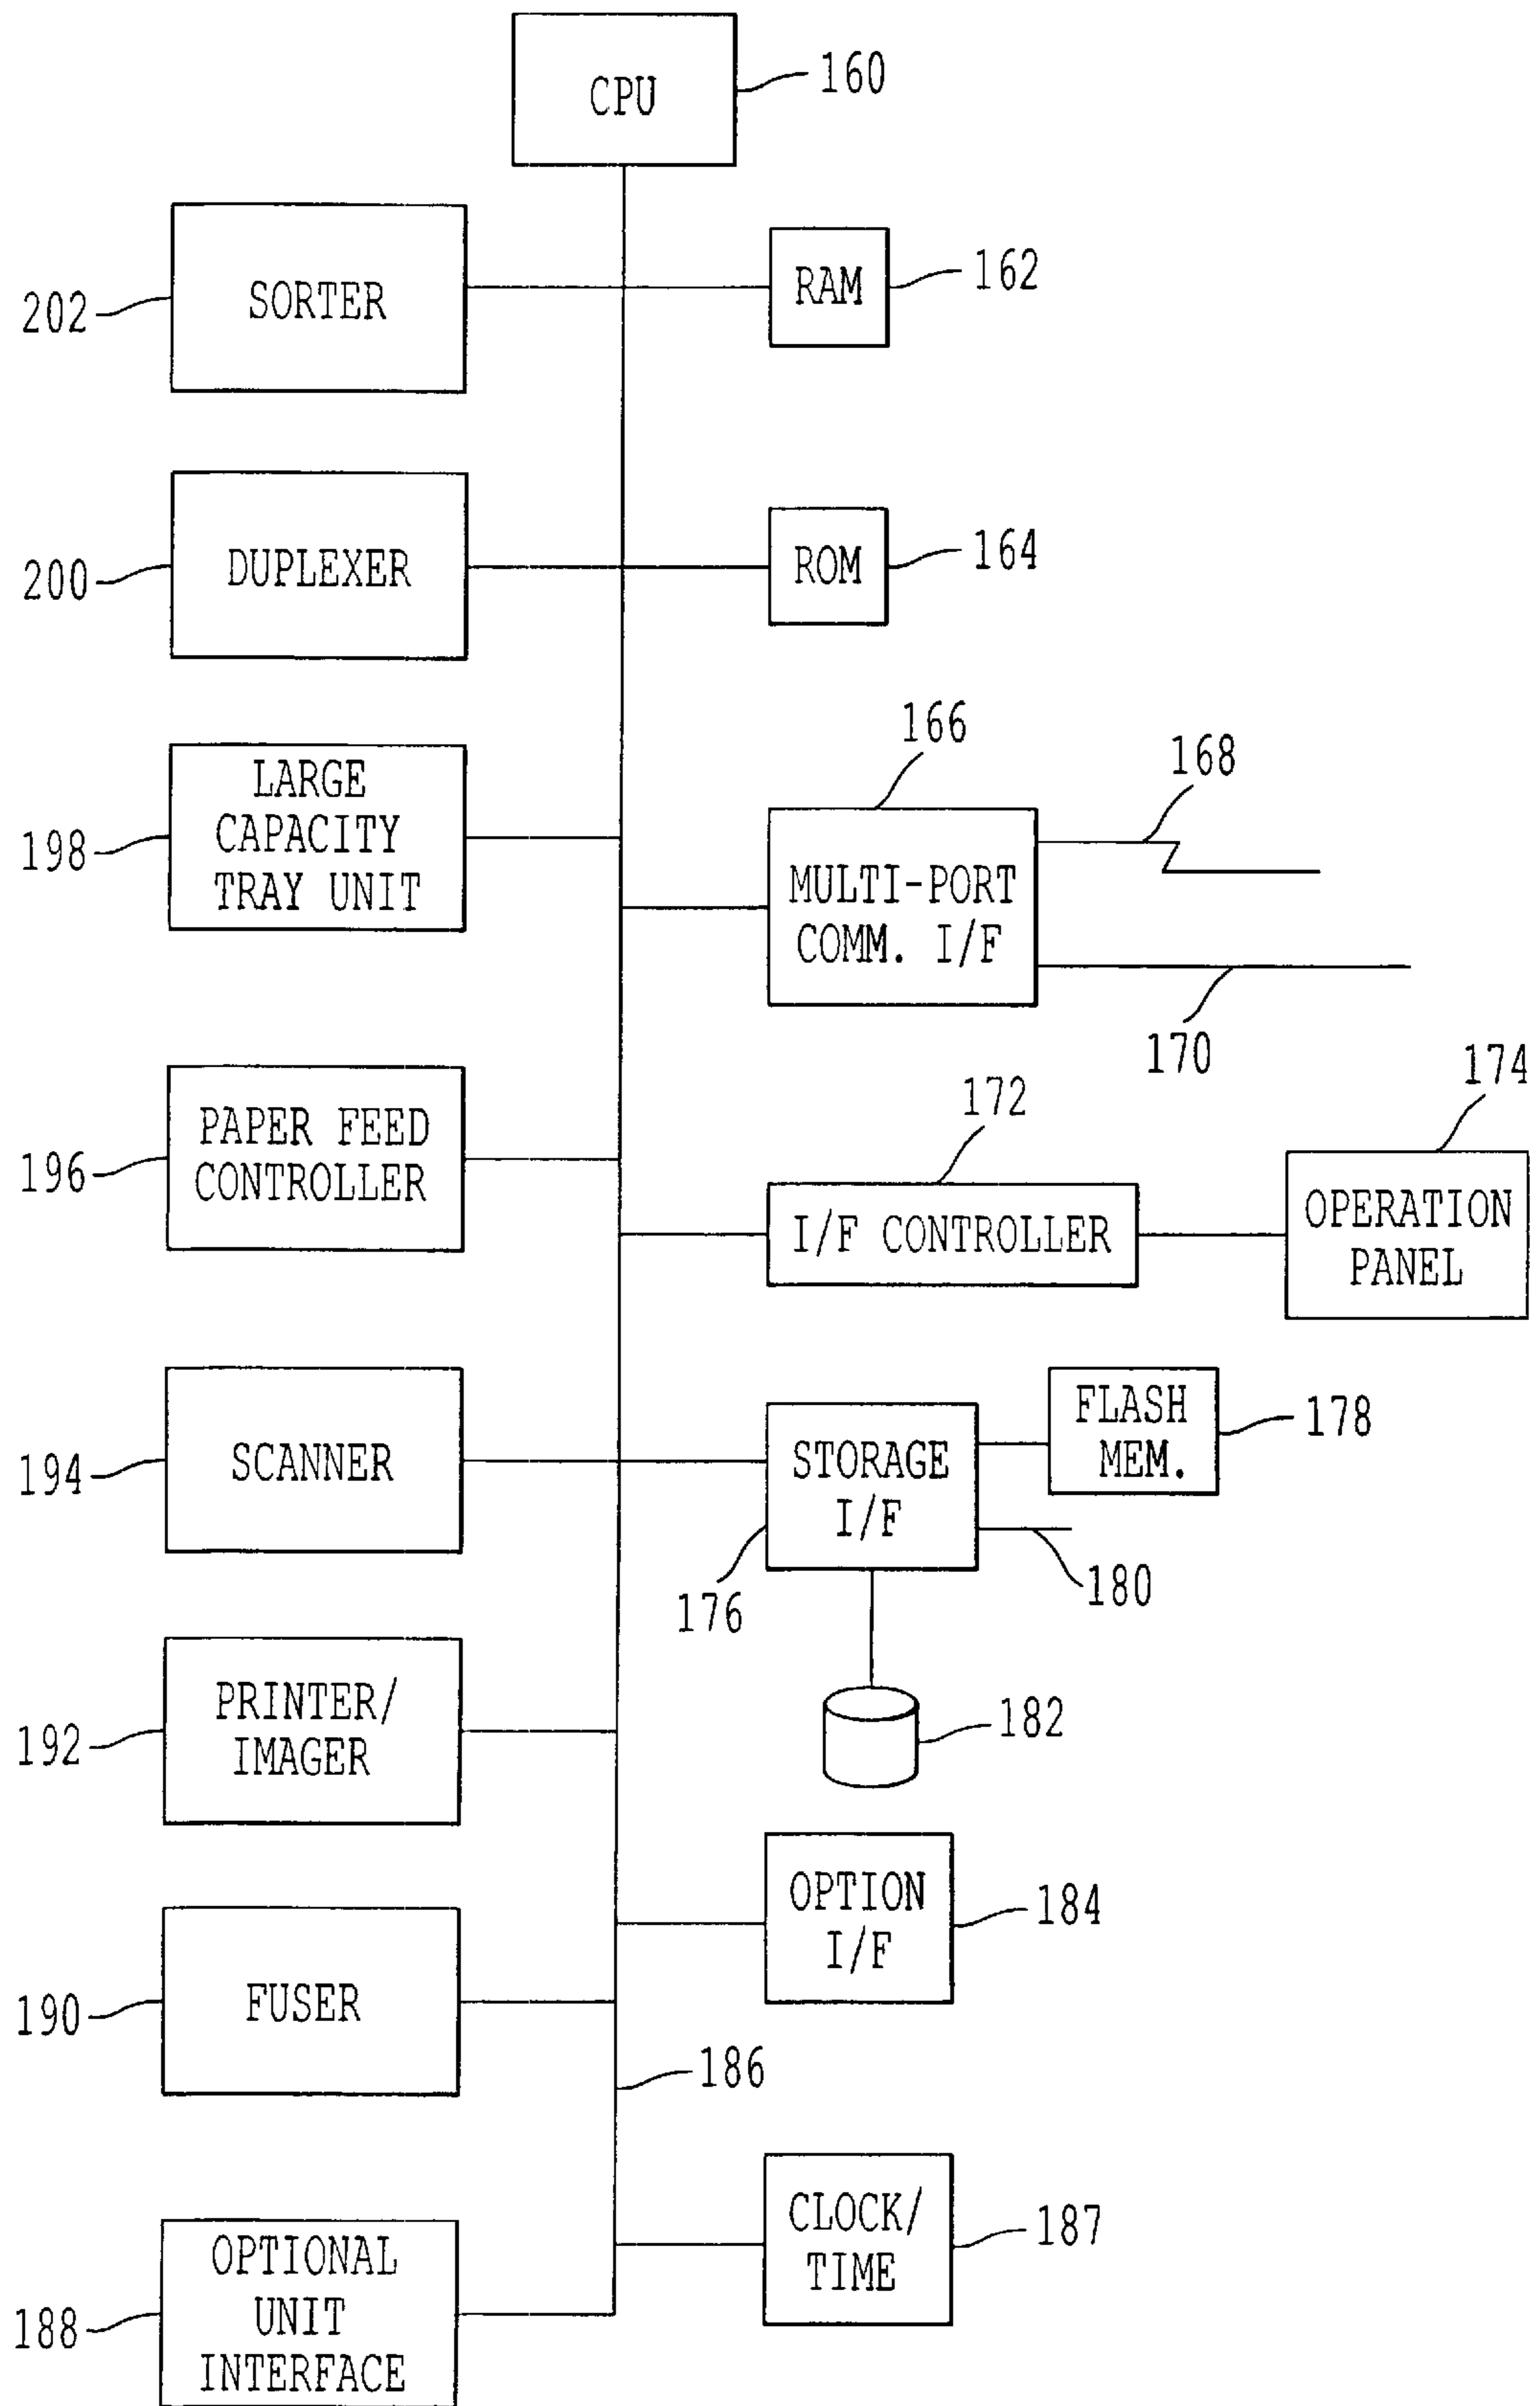 CPU
160
SORTER
202
RAM
162
DUPLEXER
200
ROM
164
166
168
LARGE
CAPACITY
TRAY UNIT
198
MULTI-PORT
COMM. I/F
170
174
172
PAPER FEED
CONTROLLER
196
I/F CONTROLLER
OPERATION
PANEL
SCANNER
194
STORAGE
I/F
176
FLASH
MEM.
178
180
PRINTER/
IMAGER
192
182
OPTION
I/F
184
FUSER
190
186
CLOCK/
TIME
187
OPTIONAL
UNIT
INTERFACE
188